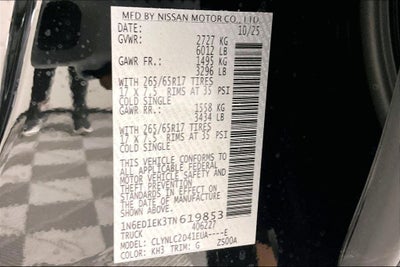 MFD BY NISSAN MOTOR CO., LTD.
DATE: 10/25
GVWR: 2727 KG
6012 LB
GAWR FR.: 1495 KG
3296 LB
WITH 265/65R17 TIRES
17 X 7.5 RIMS AT 35 PSI
COLD SINGLE
GAWR RR.: 1558 KG
3434 LB
WITH 265/65R17 TIRES
17 X 7.5 RIMS AT 35 PSI
COLD SINGLE
THIS VEHICLE CONFORMS TO
ALL APPLICABLE FEDERAL
MOTOR VEHICLE SAFETY AND THEFT
STANDARDS IN EFFECT ON
THE DATE OF MANUFACTURE
SHOWN ABOVE.
1N6ED1EK3TN619853
TRUCK 406227
MODEL: CLYNLC2D41EUA----E
COLOR: KH3 TRIM: G Z500A